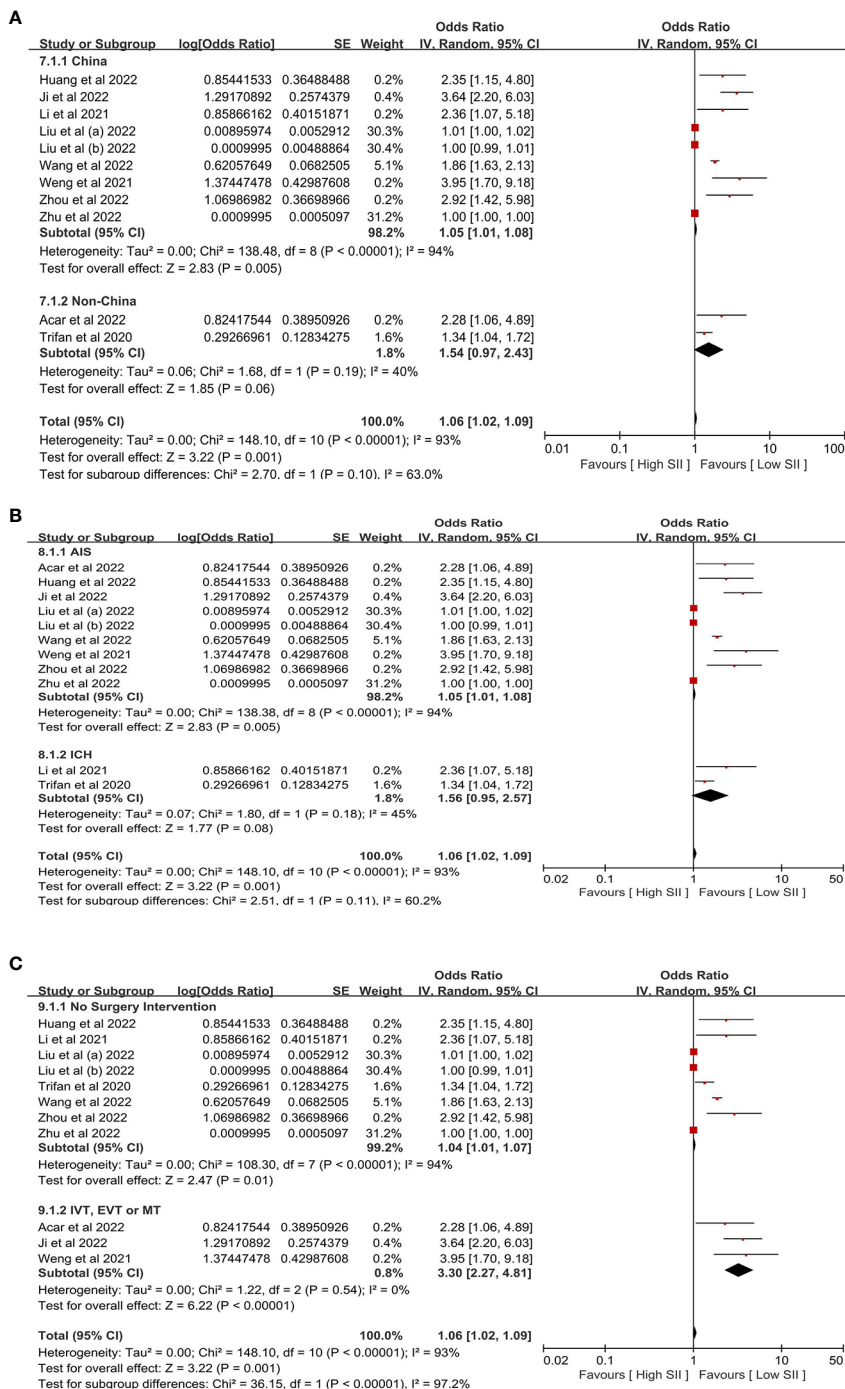 A
Odds Ratio Odds Ratio
Study or Subgroup log[Odds Ratio] SE Weight IV, Random, 95% CI IV, Random, 95% CI
7.1.1 China
Huang et al 2022 0.85441533 0.36488488 0.2% 2.35 [1.15, 4.80]
Ji et al 2022 1.29170892 0.2574379 0.4% 3.64 [2.20, 6.03]
Li et al 2021 0.85866162 0.40151871 0.2% 2.36 [1.07, 5.18]
Liu et al (a) 2022 0.00895974 0.0052912 30.3% 1.01 [1.00, 1.02]
Liu et al (b) 2022 0.0009995 0.00488864 30.4% 1.00 [0.99, 1.01]
Wang et al 2022 0.62057649 0.0682505 5.1% 1.86 [1.63, 2.13]
Weng et al 2021 1.37447478 0.42987608 0.2% 3.95 [1.70, 9.18]
Zhou et al 2022 1.06986982 0.36698966 0.2% 2.92 [1.42, 5.98]
Zhu et al 2022 0.0009995 0.0005097 31.2% 1.00 [1.00, 1.00]
Subtotal (95% CI) 98.2% 1.05 [1.01, 1.08]
Heterogeneity: Tau² = 0.00; Chi² = 138.48, df = 8 (P < 0.00001); I² = 94%
Test for overall effect: Z = 2.83 (P = 0.005)
7.1.2 Non-China
Acar et al 2022 0.82417544 0.38950926 0.2% 2.28 [1.06, 4.89]
Trifan et al 2020 0.29266961 0.12834275 1.6% 1.34 [1.04, 1.72]
Subtotal (95% CI) 1.8% 1.54 [0.97, 2.43]
Heterogeneity: Tau² = 0.06; Chi² = 1.68, df = 1 (P = 0.19); I² = 40%
Test for overall effect: Z = 1.85 (P = 0.06)
Total (95% CI) 100.0% 1.06 [1.02, 1.09]
Heterogeneity: Tau² = 0.00; Chi² = 148.10, df = 10 (P < 0.00001); I² = 93%
Test for overall effect: Z = 3.22 (P = 0.001)
Test for subgroup differences: Chi² = 2.70, df = 1 (P = 0.10), I² = 63.0%
0.01 0.1 1 10 100
Favours [ High SII ] Favours [ Low SII ]
B
Odds Ratio Odds Ratio
Study or Subgroup log[Odds Ratio] SE Weight IV, Random, 95% CI IV, Random, 95% CI
8.1.1 AIS
Acar et al 2022 0.82417544 0.38950926 0.2% 2.28 [1.06, 4.89]
Huang et al 2022 0.85441533 0.36488488 0.2% 2.35 [1.15, 4.80]
Ji et al 2022 1.29170892 0.2574379 0.4% 3.64 [2.20, 6.03]
Liu et al (a) 2022 0.00895974 0.0052912 30.3% 1.01 [1.00, 1.02]
Liu et al (b) 2022 0.0009995 0.00488864 30.4% 1.00 [0.99, 1.01]
Wang et al 2022 0.62057649 0.0682505 5.1% 1.86 [1.63, 2.13]
Weng et al 2021 1.37447478 0.42987608 0.2% 3.95 [1.70, 9.18]
Zhou et al 2022 1.06986982 0.36698966 0.2% 2.92 [1.42, 5.98]
Zhu et al 2022 0.0009995 0.0005097 31.2% 1.00 [1.00, 1.00]
Subtotal (95% CI) 98.2% 1.05 [1.01, 1.08]
Heterogeneity: Tau² = 0.00; Chi² = 138.38, df = 8 (P < 0.00001); I² = 94%
Test for overall effect: Z = 2.83 (P = 0.005)
8.1.2 ICH
Li et al 2021 0.85866162 0.40151871 0.2% 2.36 [1.07, 5.18]
Trifan et al 2020 0.29266961 0.12834275 1.6% 1.34 [1.04, 1.72]
Subtotal (95% CI) 1.8% 1.56 [0.95, 2.57]
Heterogeneity: Tau² = 0.07; Chi² = 1.80, df = 1 (P = 0.18); I² = 45%
Test for overall effect: Z = 1.77 (P = 0.08)
Total (95% CI) 100.0% 1.06 [1.02, 1.09]
Heterogeneity: Tau² = 0.00; Chi² = 148.10, df = 10 (P < 0.00001); I² = 93%
Test for overall effect: Z = 3.22 (P = 0.001)
Test for subgroup differences: Chi² = 2.51, df = 1 (P = 0.11), I² = 60.2%
0.02 0.1 1 10 50
Favours [ High SII ] Favours [ Low SII ]
C
Odds Ratio Odds Ratio
Study or Subgroup log[Odds Ratio] SE Weight IV, Random, 95% CI IV, Random, 95% CI
9.1.1 No Surgery Intervention
Huang et al 2022 0.85441533 0.36488488 0.2% 2.35 [1.15, 4.80]
Li et al 2021 0.85866162 0.40151871 0.2% 2.36 [1.07, 5.18]
Liu et al (a) 2022 0.00895974 0.0052912 30.3% 1.01 [1.00, 1.02]
Liu et al (b) 2022 0.0009995 0.00488864 30.4% 1.00 [0.99, 1.01]
Trifan et al 2020 0.29266961 0.12834275 1.6% 1.34 [1.04, 1.72]
Wang et al 2022 0.62057649 0.0682505 5.1% 1.86 [1.63, 2.13]
Zhou et al 2022 1.06986982 0.36698966 0.2% 2.92 [1.42, 5.98]
Zhu et al 2022 0.0009995 0.0005097 31.2% 1.00 [1.00, 1.00]
Subtotal (95% CI) 99.2% 1.04 [1.01, 1.07]
Heterogeneity: Tau² = 0.00; Chi² = 108.30, df = 7 (P < 0.00001); I² = 94%
Test for overall effect: Z = 2.47 (P = 0.01)
9.1.2 IVT, EVT or MT
Acar et al 2022 0.82417544 0.38950926 0.2% 2.28 [1.06, 4.89]
Ji et al 2022 1.29170892 0.2574379 0.4% 3.64 [2.20, 6.03]
Weng et al 2021 1.37447478 0.42987608 0.2% 3.95 [1.70, 9.18]
Subtotal (95% CI) 0.8% 3.30 [2.27, 4.81]
Heterogeneity: Tau² = 0.00; Chi² = 1.22, df = 2 (P = 0.54); I² = 0%
Test for overall effect: Z = 6.22 (P < 0.00001)
Total (95% CI) 100.0% 1.06 [1.02, 1.09]
Heterogeneity: Tau² = 0.00; Chi² = 148.10, df = 10 (P < 0.00001); I² = 93%
Test for overall effect: Z = 3.22 (P = 0.001)
Test for subgroup differences: Chi² = 36.15, df = 1 (P < 0.00001), I² = 97.2%
0.02 0.1 1 10 50
Favours [ High SII ] Favours [ Low SII ]